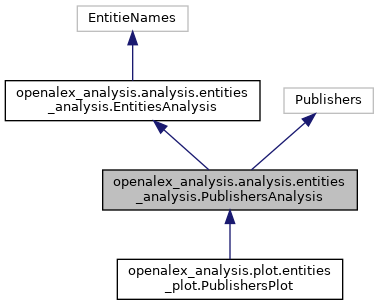 EntitieNames
openalex_analysis.analysis.entities
_analysis.EntitiesAnalysis
Publishers
openalex_analysis.analysis.entities
_analysis.PublishersAnalysis
openalex_analysis.plot.entities
_plot.PublishersPlot